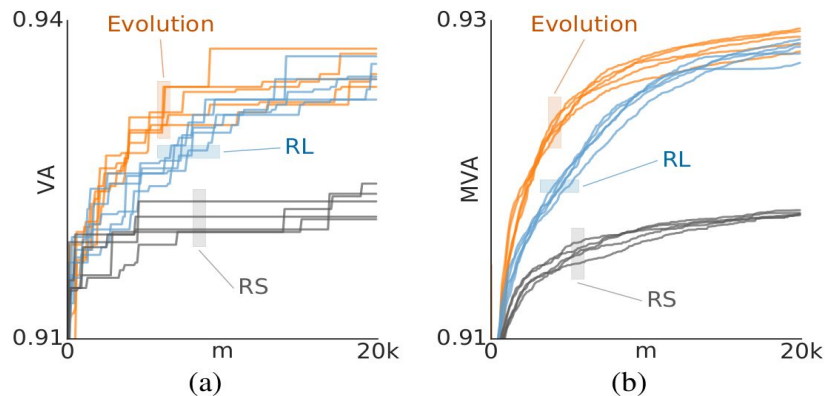 0.94
Evolution
VA
RL
RS
0.91
0
m
20k
(a)
0.93
Evolution
MVA
RL
RS
0.91
0
m
20k
(b)